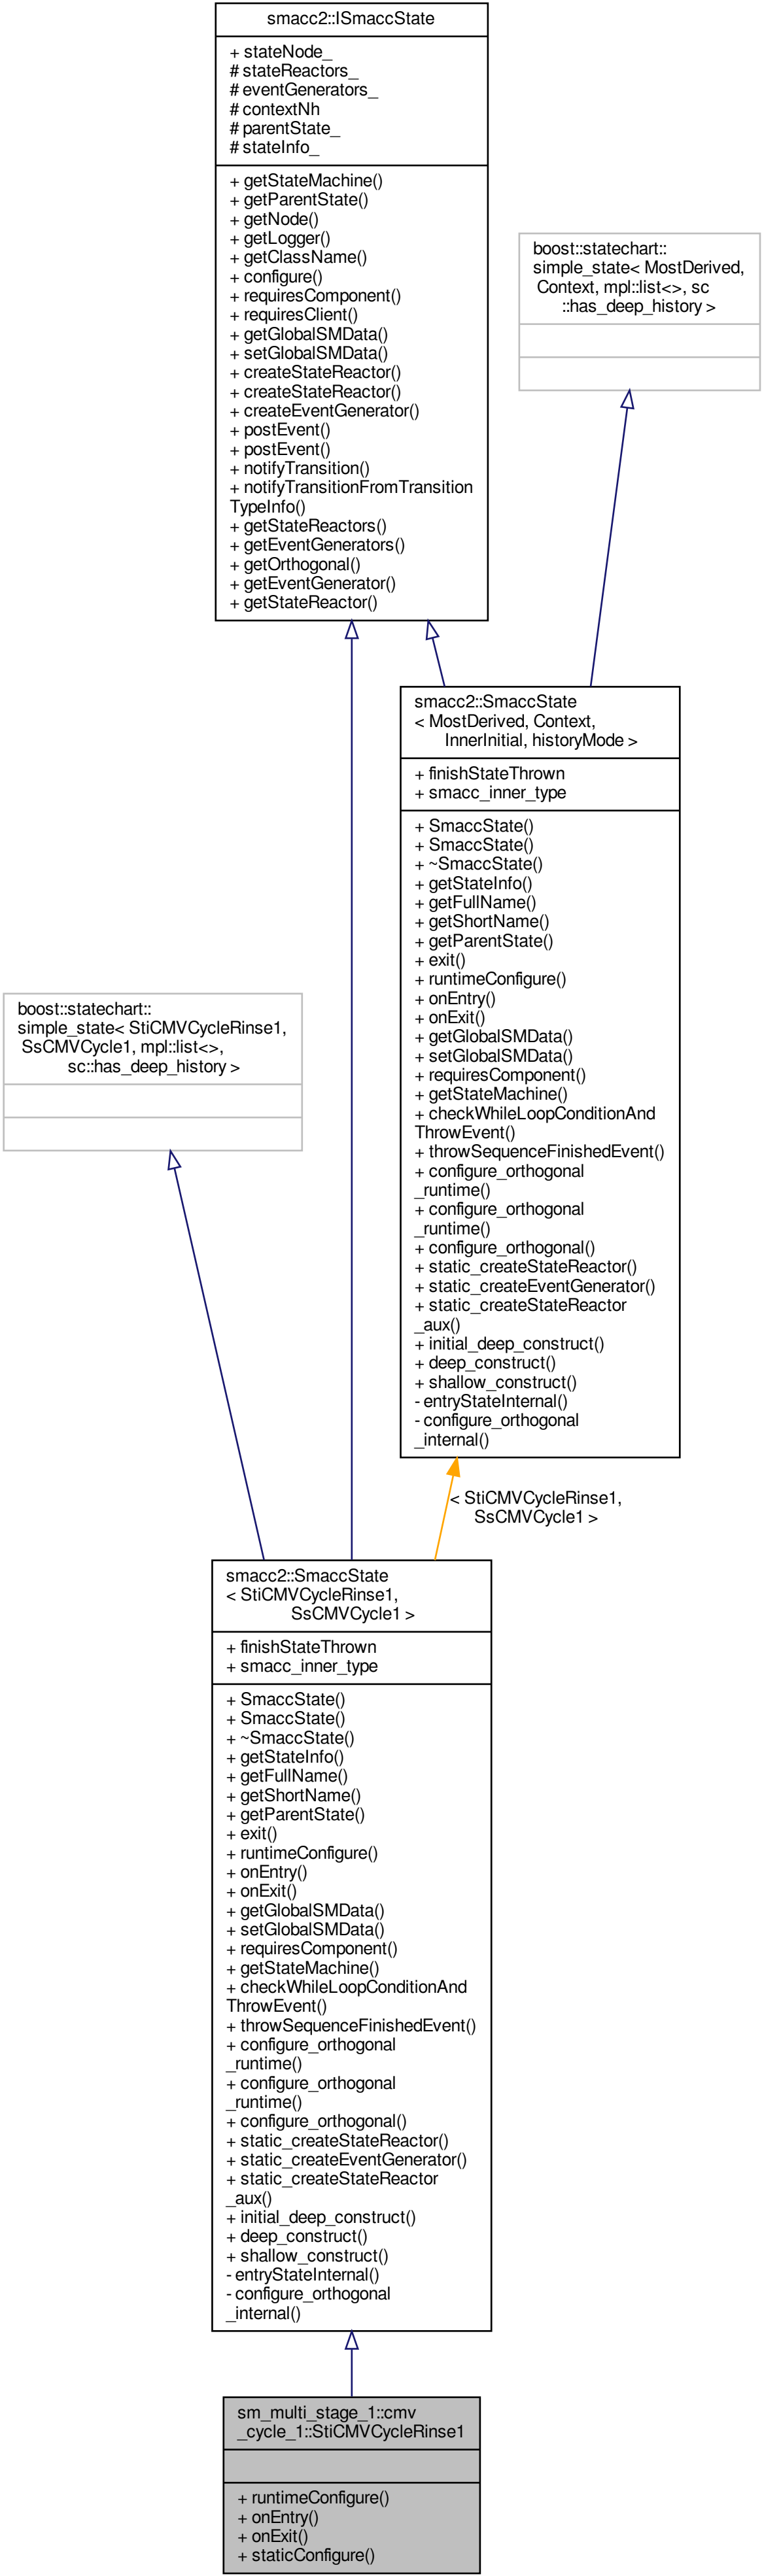 smacc2::ISmaccState
+ stateNode_
# stateReactors_
# eventGenerators_
# contextNh
# parentState_
# stateInfo_
+ getStateMachine()
+ getParentState()
+ getNode()
+ getLogger()
+ getClassName()
+ configure()
+ requiresComponent()
+ requiresClient()
+ getGlobalSMData()
+ setGlobalSMData()
+ createStateReactor()
+ createStateReactor()
+ createEventGenerator()
+ postEvent()
+ postEvent()
+ notifyTransition()
+ notifyTransitionFromTransition
TypeInfo()
+ getStateReactors()
+ getEventGenerators()
+ getOrthogonal()
+ getEventGenerator()
+ getStateReactor()
boost::statechart::
simple_state< MostDerived,
Context, mpl::list<>, sc
::has_deep_history >
smacc2::SmaccState
< MostDerived, Context,
InnerInitial, historyMode >
+ finishStateThrown
+ smacc_inner_type
+ SmaccState()
+ SmaccState()
+ ~SmaccState()
+ getStateInfo()
+ getFullName()
+ getShortName()
+ getParentState()
+ exit()
+ runtimeConfigure()
+ onEntry()
+ onExit()
+ getGlobalSMData()
+ setGlobalSMData()
+ requiresComponent()
+ getStateMachine()
+ checkWhileLoopConditionAnd
ThrowEvent()
+ throwSequenceFinishedEvent()
+ configure_orthogonal
_runtime()
+ configure_orthogonal
_runtime()
+ configure_orthogonal()
+ static_createStateReactor()
+ static_createEventGenerator()
+ static_createStateReactor
_aux()
+ initial_deep_construct()
+ deep_construct()
+ shallow_construct()
- entryStateInternal()
- configure_orthogonal
_internal()
boost::statechart::
simple_state< StiCMVCycleRinse1,
SsCMVCycle1, mpl::list<>,
sc::has_deep_history >
< StiCMVCycleRinse1,
SsCMVCycle1 >
smacc2::SmaccState
< StiCMVCycleRinse1,
SsCMVCycle1 >
+ finishStateThrown
+ smacc_inner_type
+ SmaccState()
+ SmaccState()
+ ~SmaccState()
+ getStateInfo()
+ getFullName()
+ getShortName()
+ getParentState()
+ exit()
+ runtimeConfigure()
+ onEntry()
+ onExit()
+ getGlobalSMData()
+ setGlobalSMData()
+ requiresComponent()
+ getStateMachine()
+ checkWhileLoopConditionAnd
ThrowEvent()
+ throwSequenceFinishedEvent()
+ configure_orthogonal
_runtime()
+ configure_orthogonal
_runtime()
+ configure_orthogonal()
+ static_createStateReactor()
+ static_createEventGenerator()
+ static_createStateReactor
_aux()
+ initial_deep_construct()
+ deep_construct()
+ shallow_construct()
- entryStateInternal()
- configure_orthogonal
_internal()
sm_multi_stage_1::cmv
_cycle_1::StiCMVCycleRinse1
+ runtimeConfigure()
+ onEntry()
+ onExit()
+ staticConfigure()